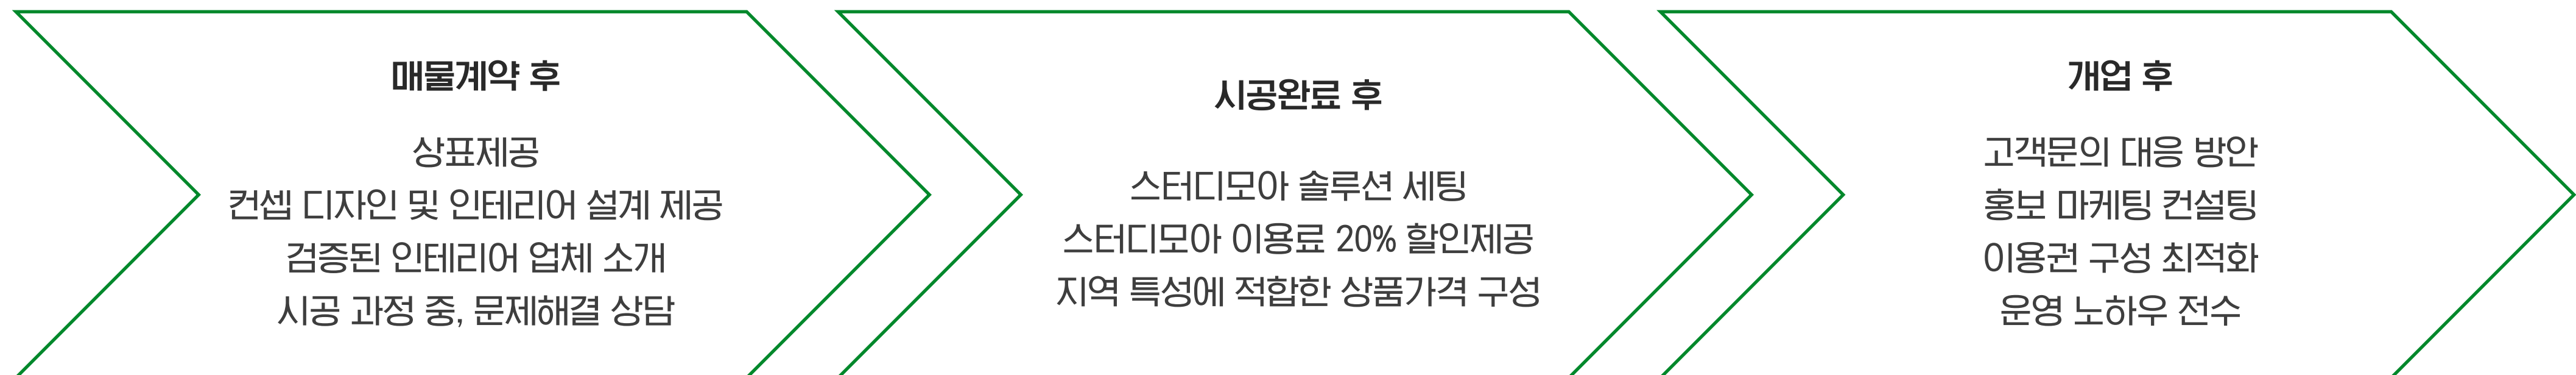 매물계약 후
상표제공
컨셉 디자인 및 인테리어 설계 제공
검증된 인테리어 업체 소개
시공 과정 중, 문제해결 상담
시공완료 후
스터디모아 솔루션 세팅
스터디모아 이용료 20% 할인제공
지역 특성에 적합한 상품가격 구성
개업 후
고객문의 대응 방안
홍보 마케팅 컨설팅
이용권 구성 최적화
운영 노하우 전수